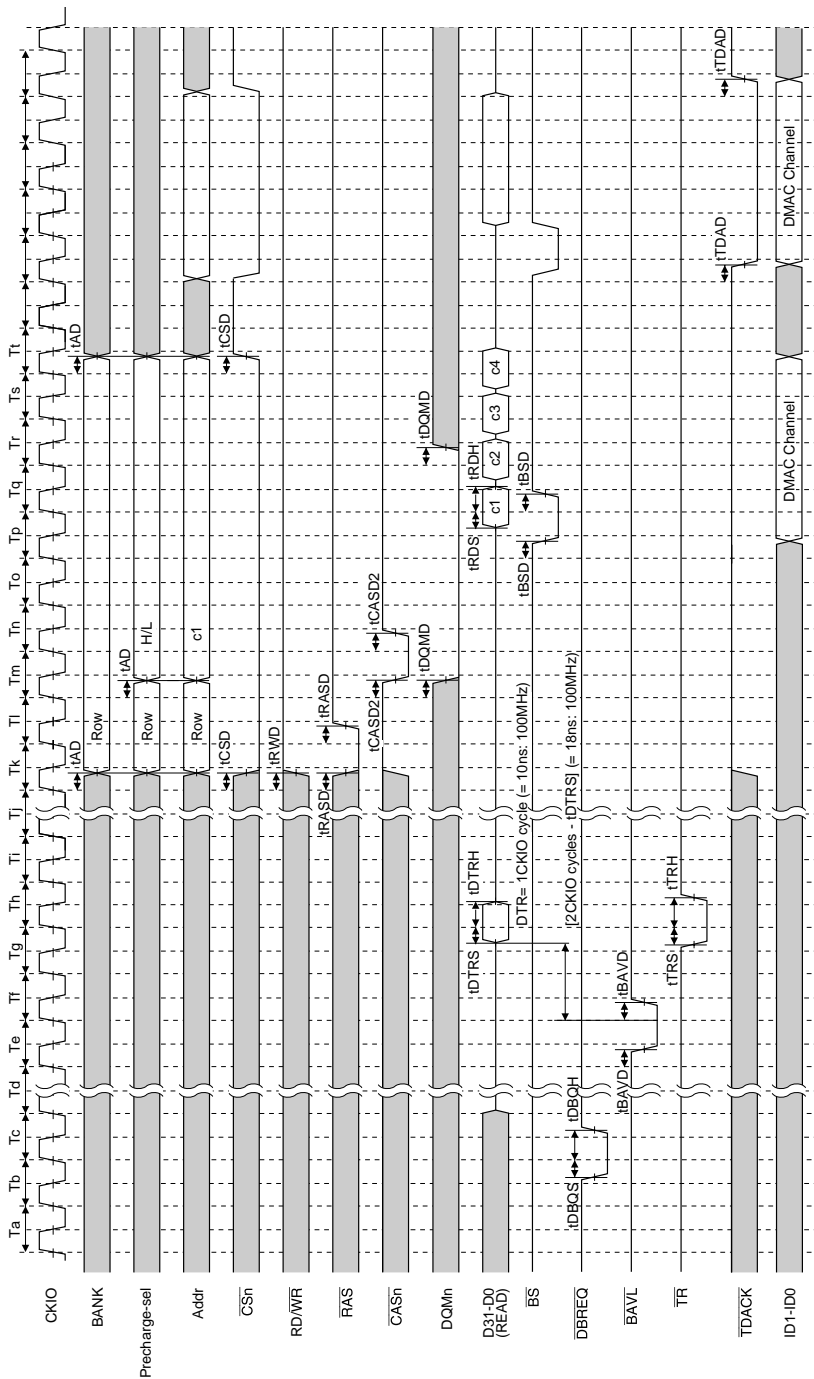 Ta Tb Tc Td Te Tf Tg Th Ti Tj Tk Tl Tm Tn To Tp Tq Tr Ts Tt
CKIO
BANK
tAD
Row
tAD
Precharge-sel
Row
tAD
H/L
Addr
Row
c1
CSn
tCSD
tCSD
RD/WR
tRWD
RAS
tRASD
tRASD
CASn
tCASD2
tCASD2
DQMn
tDQMD
tDQMD
D31-D0
(READ)
tDTRS
tDTRH
tRDS
tRDH
c1
c2
c3
c4
DTR= 1CKIO cycle (= 10ns: 100MHz)
BS
tBSD
tBSD
DBREQ
tDBQS
tDBQH
[2CKIO cycles - tDTRS] (= 18ns: 100MHz)
BAVL
tBAVD
tBAVD
TR
tTRS
tTRH
TDACK
tTDAD
tTDAD
ID1-ID0
DMAC Channel
DMAC Channel